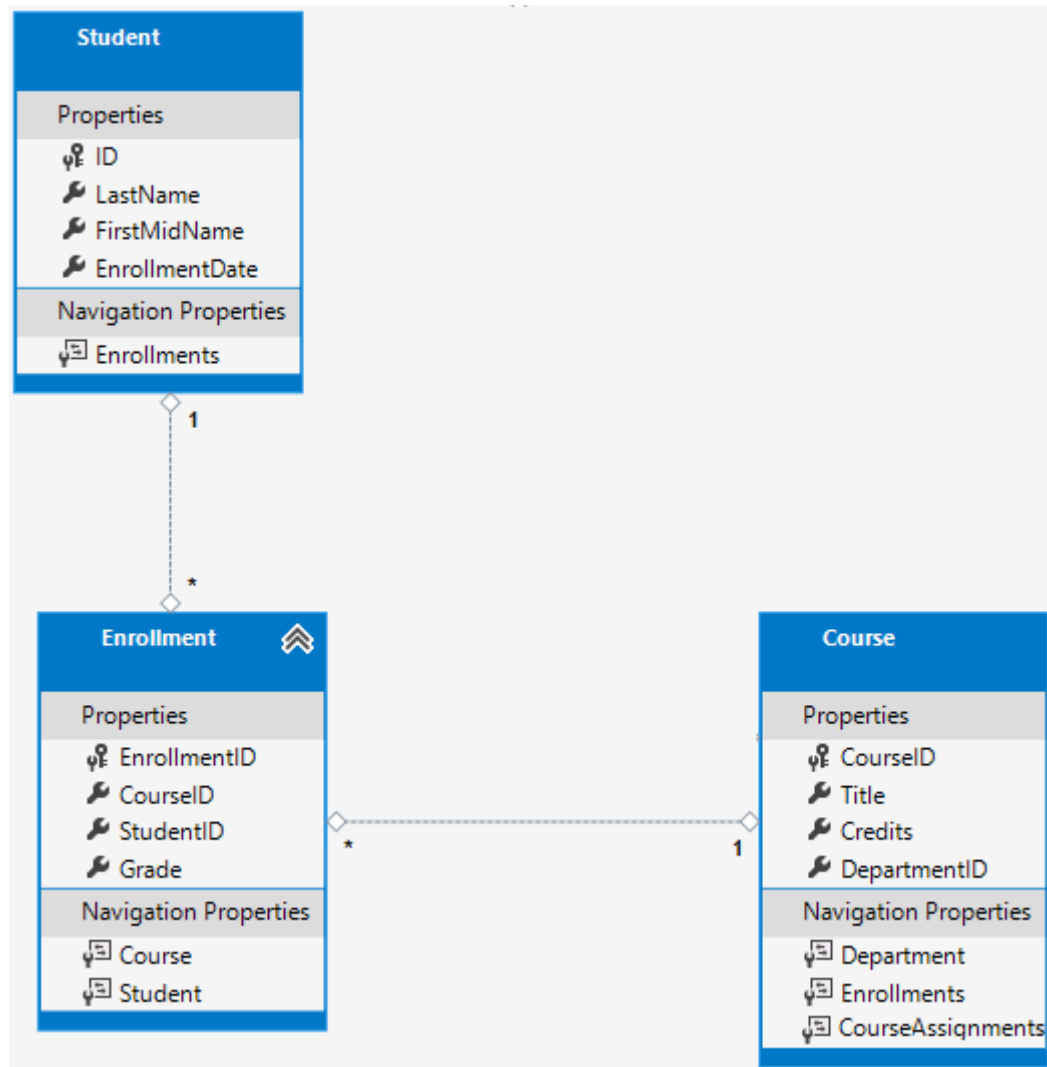 Student
Properties
ID
LastName
FirstMidName
EnrollmentDate
Navigation Properties
Enrollments
1
*
Enrollment
Properties
EnrollmentID
CourseID
StudentID
Grade
Navigation Properties
Course
Student
*
1
Course
Properties
CourseID
Title
Credits
DepartmentID
Navigation Properties
Department
Enrollments
CourseAssignments